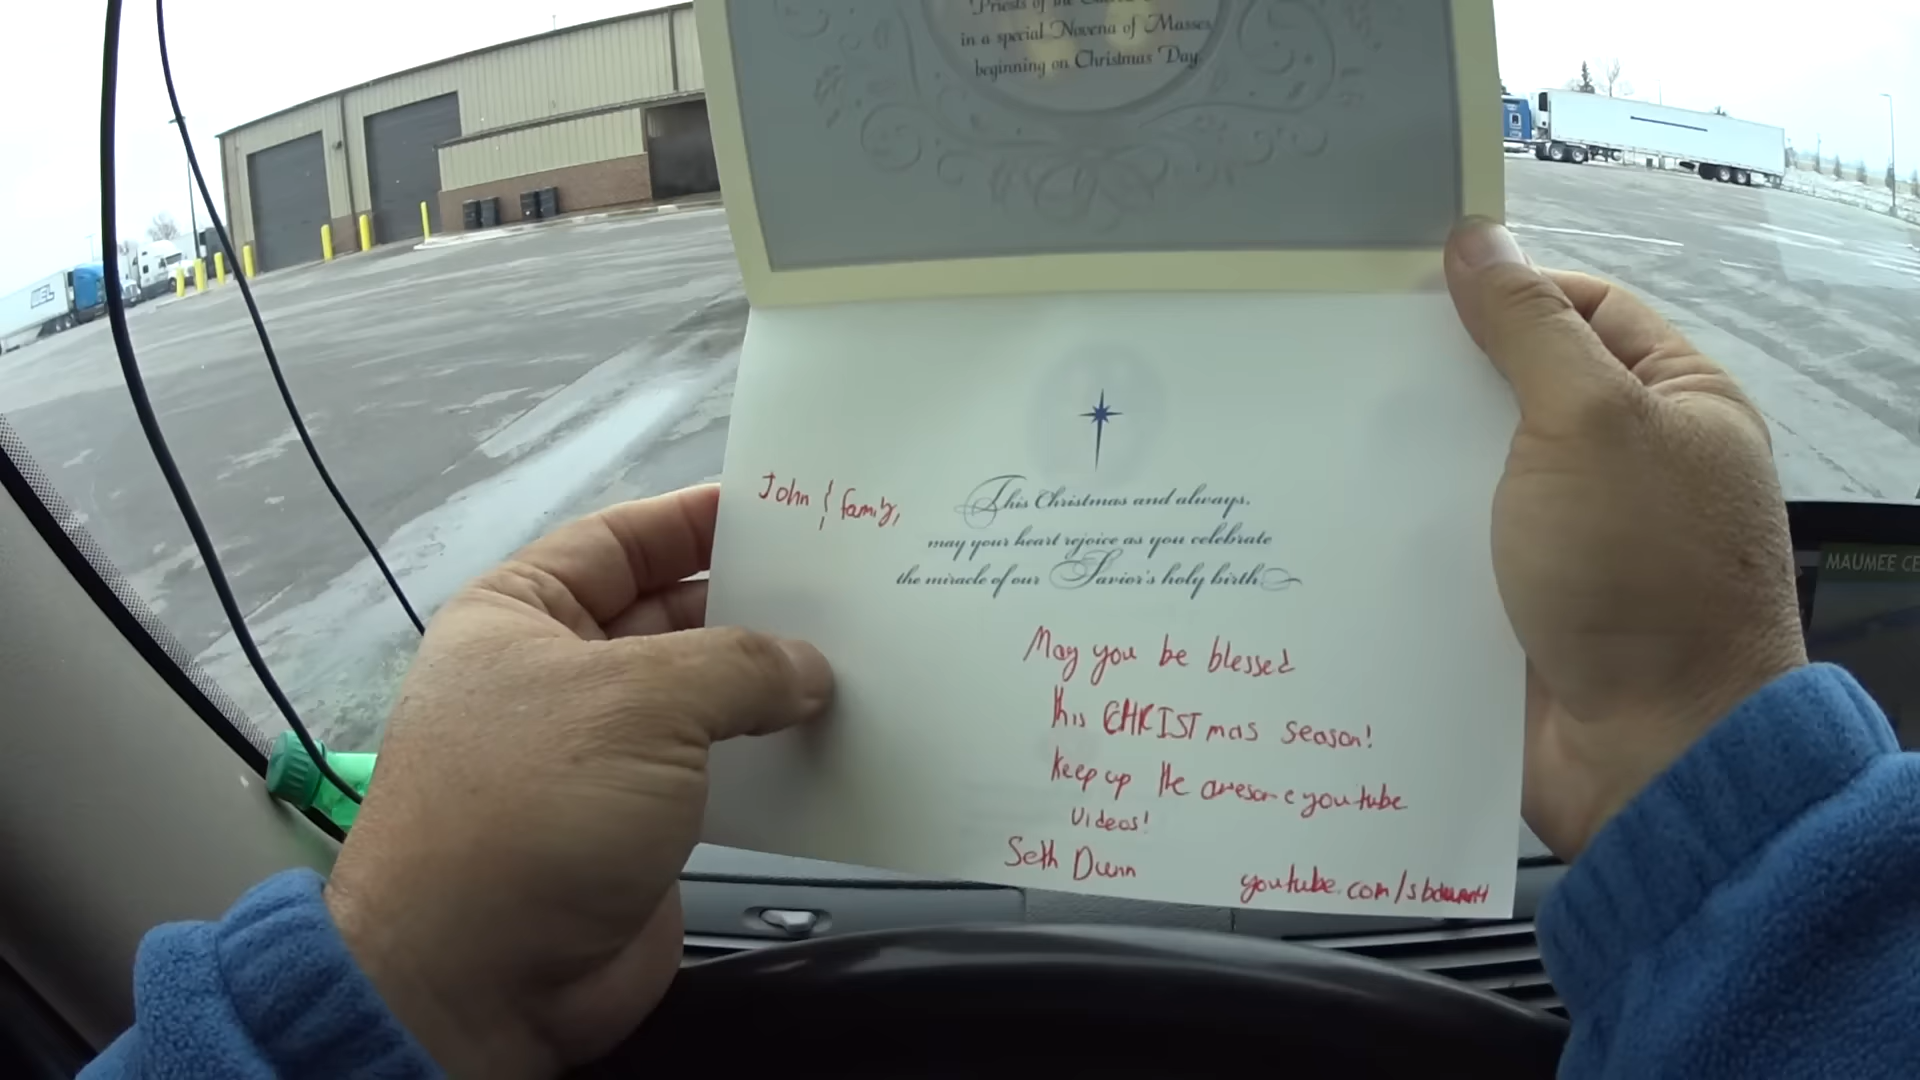 Priests of the
in a special Novena of Masses
beginning on Christmas Day.
WEL
John & family,
This Christmas and always,
may your heart rejoice as you celebrate
the miracle of our Savior's holy birth.
May you be blessed
this CHRISTmas season!
Keep up the awesome youtube
videos!
Seth Dunn
youtube.com/
MAUMEE CE